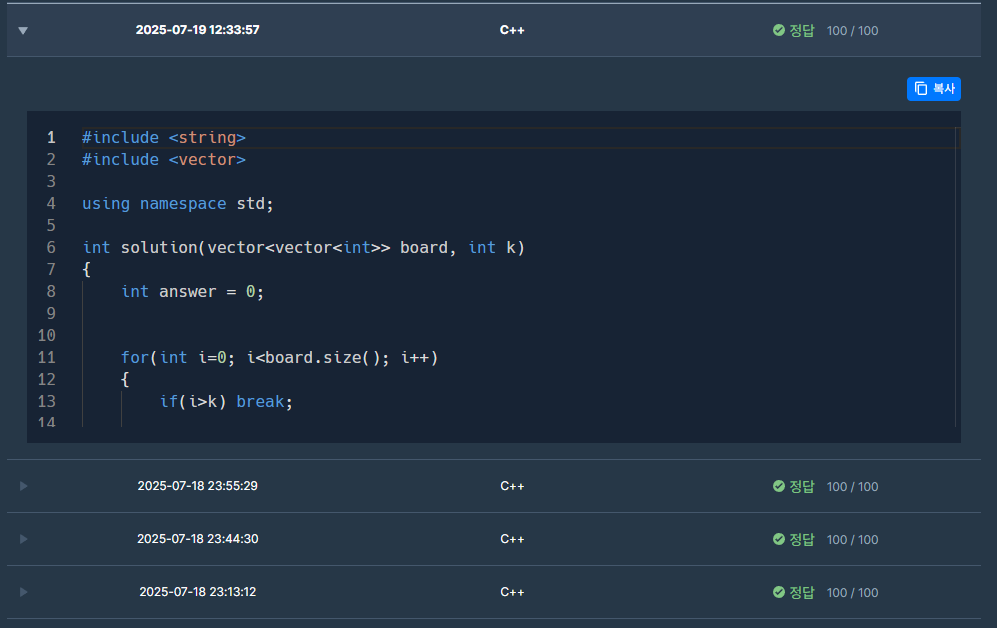 2025-07-19 12:33:57 C++ 정답 100 / 100
복사
1 #include <string>
2 #include <vector>
3
4 using namespace std;
5
6 int solution(vector<vector<int>> board, int k)
7 {
8 int answer = 0;
9
10
11 for(int i=0; i<board.size(); i++)
12 {
13 if(i>k) break;
14
2025-07-18 23:55:29 C++ 정답 100 / 100
2025-07-18 23:44:30 C++ 정답 100 / 100
2025-07-18 23:13:12 C++ 정답 100 / 100